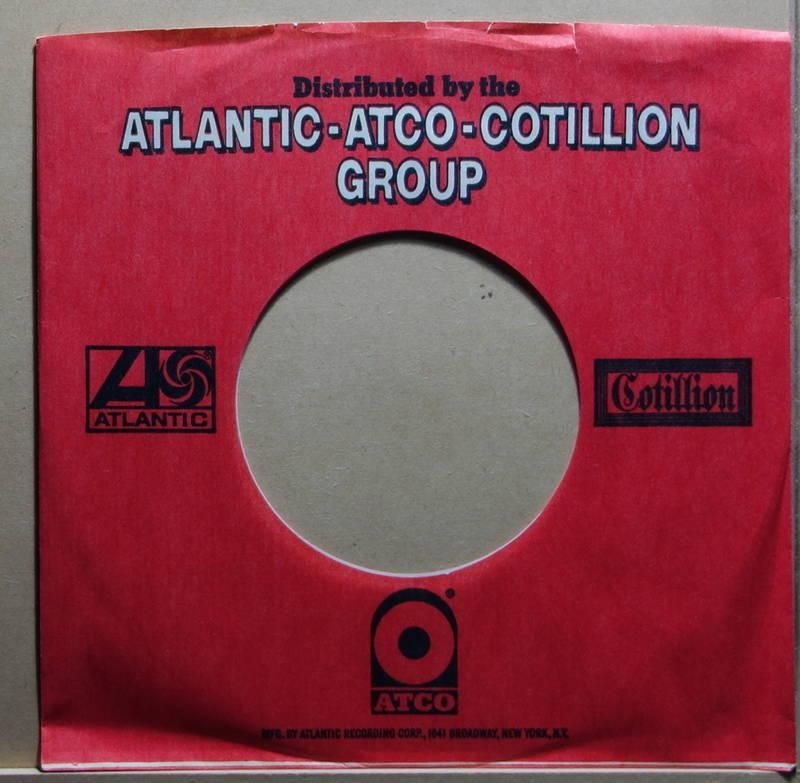 Distributed by the
ATLANTIC-ATCO-COTILLION
GROUP
ATLANTIC
Cotillion
ATCO
MFG. BY ATLANTIC RECORDING CORP., 1841 BROADWAY, NEW YORK, N.Y.